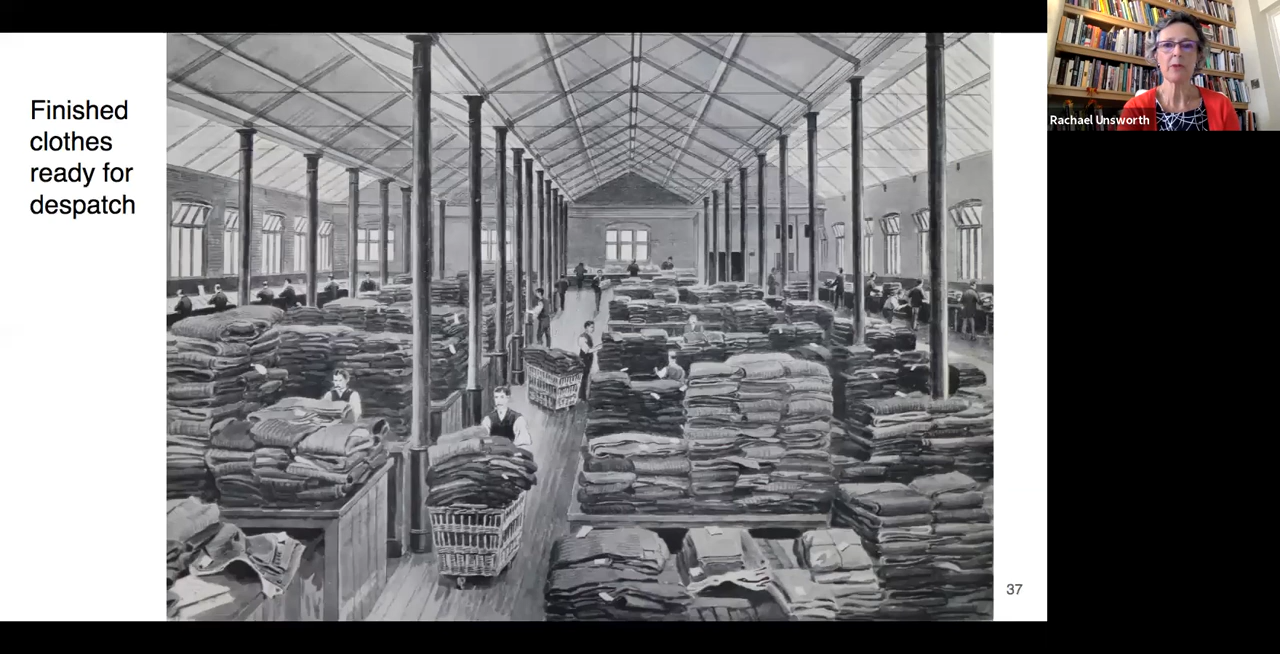 Finished
clothes
ready for
despatch
Rachael Unsworth
37